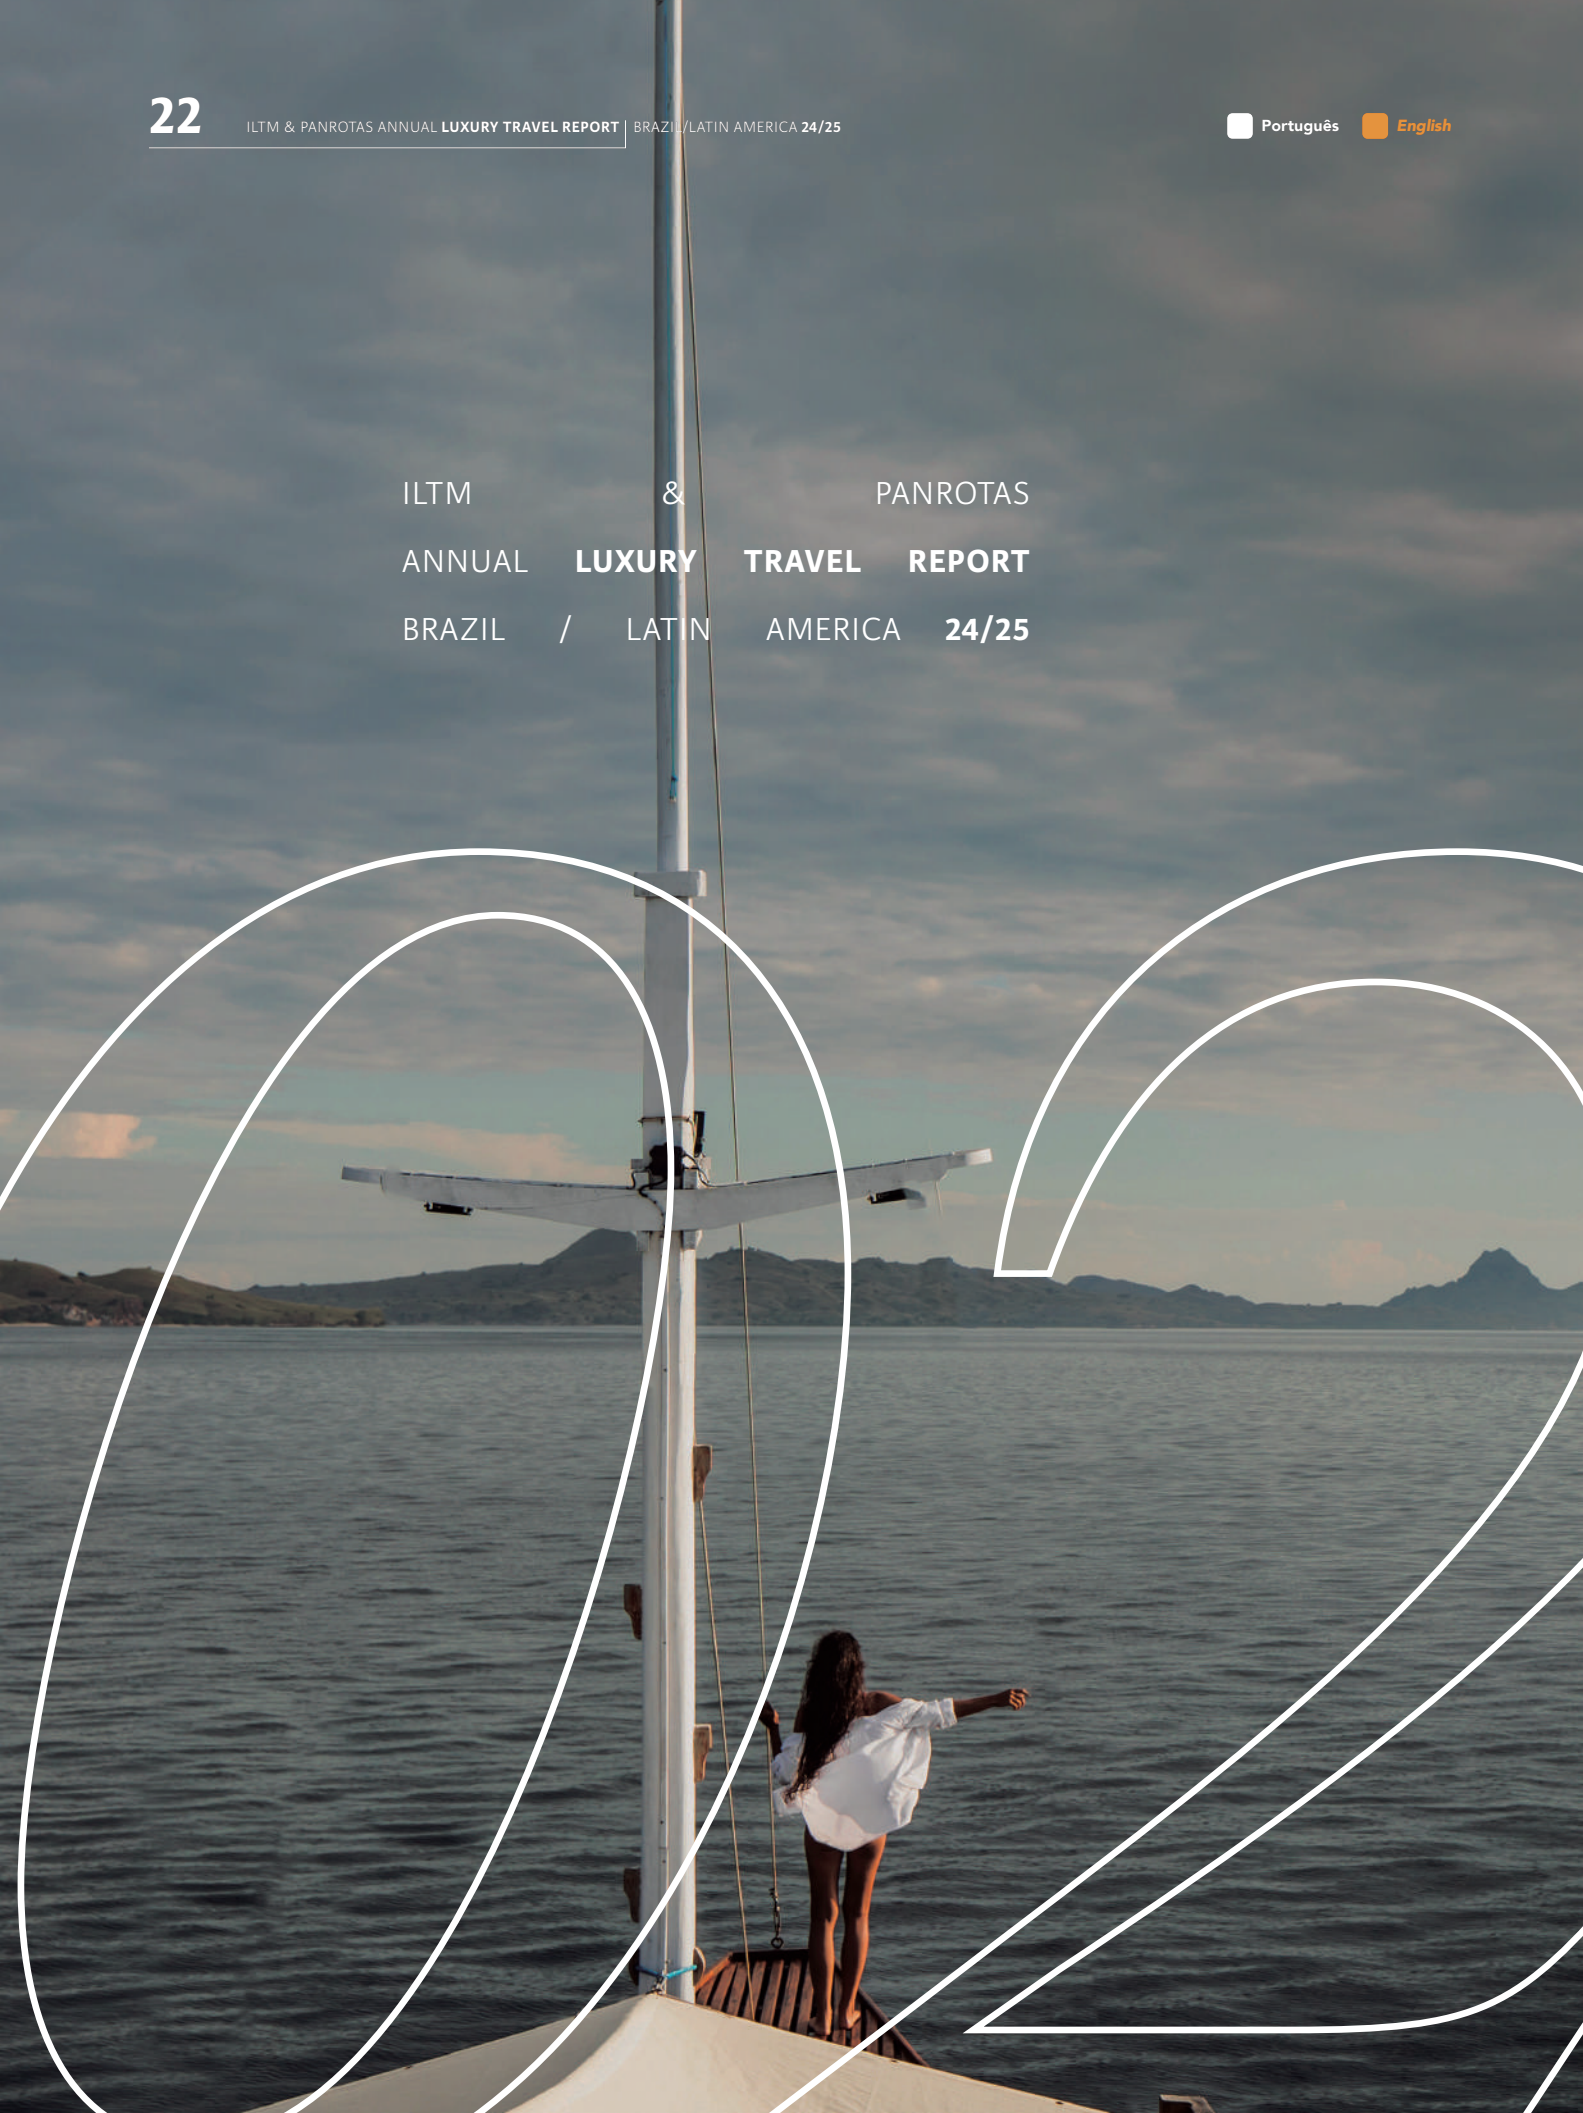 22 ILTM & PANROTAS ANNUAL LUXURY TRAVEL REPORT BRAZIL/LATIN AMERICA 24/25 Português English
ILTM & PANROTAS
ANNUAL LUXURY TRAVEL REPORT
BRAZIL / LATIN AMERICA 24/25
02